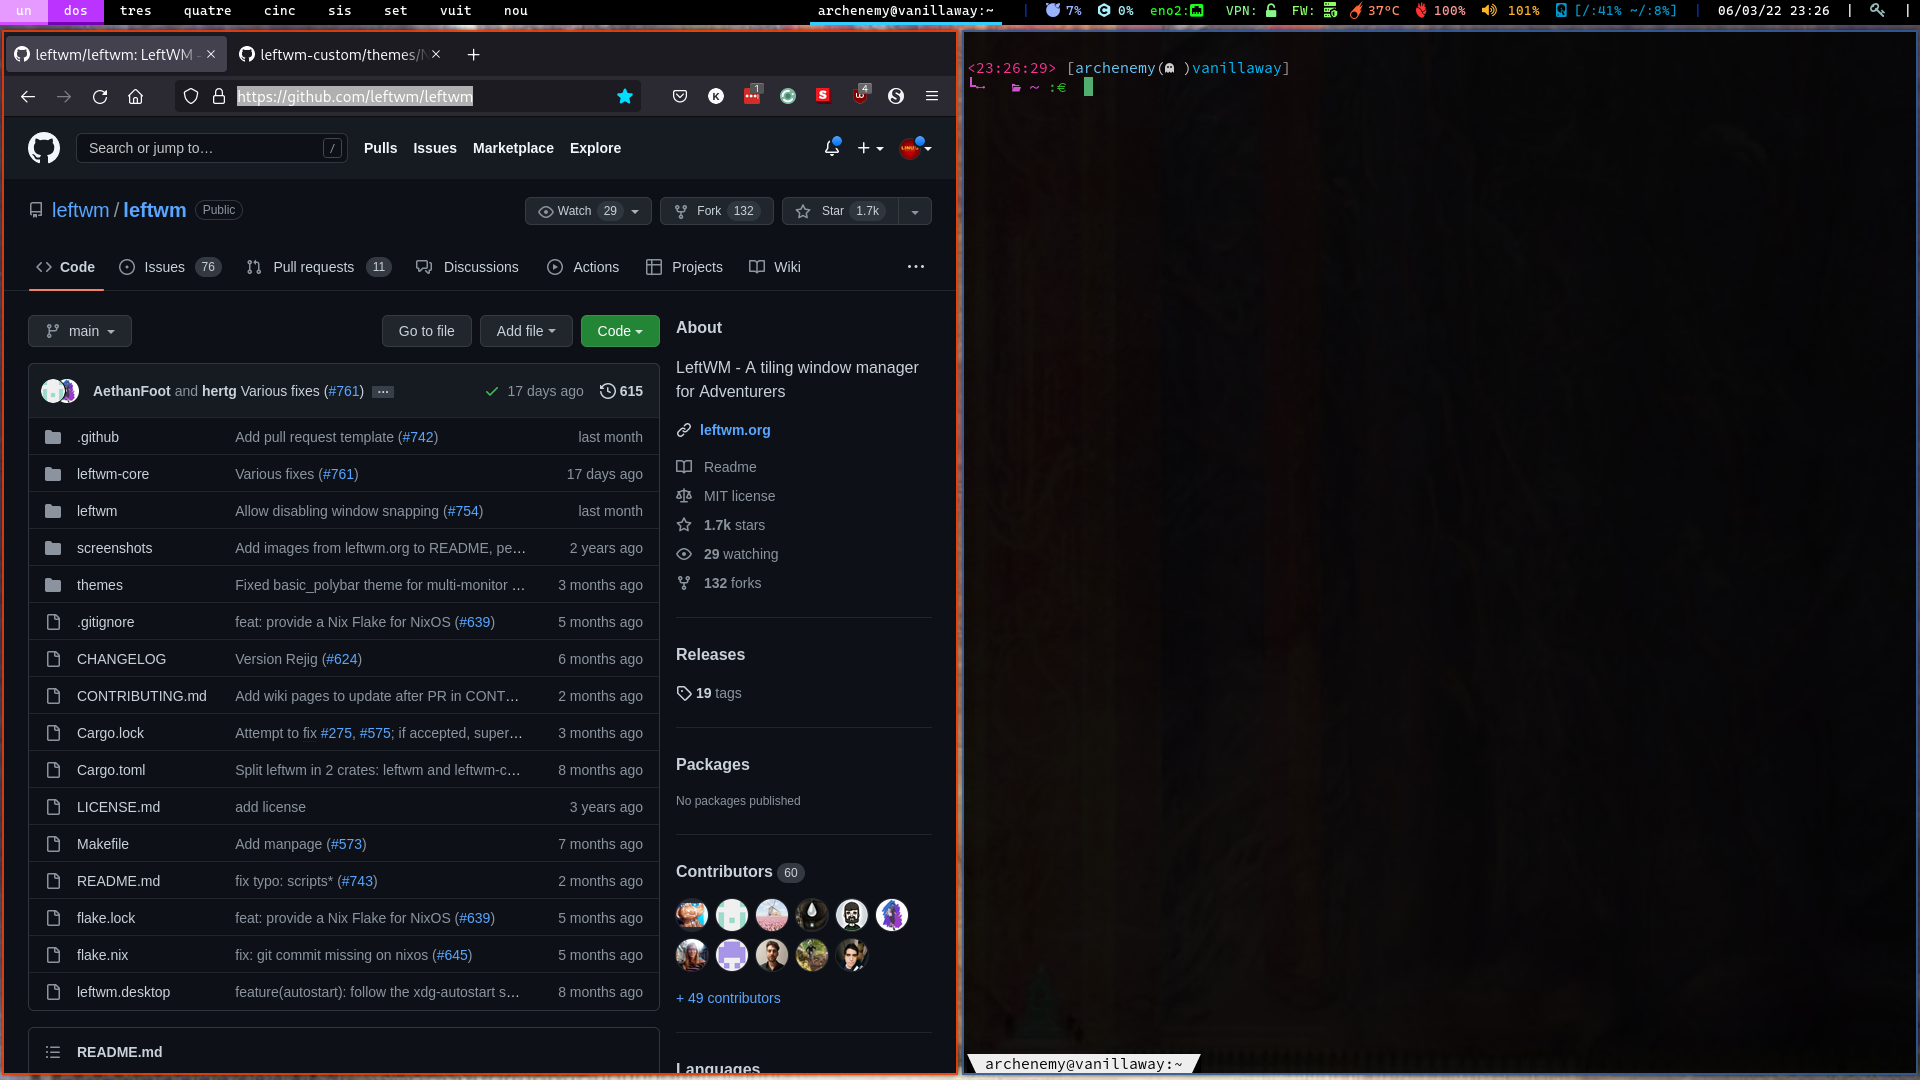 un dos tres quatre cinc sis set vuit nou archenemy@vanillaway:~ | 7% 0% eno2: VPN: FW: 37°C 100% 101% [/:41% ~/:8%] | 06/03/22 23:26 | |
leftwm/leftwm: LeftWM - × leftwm-custom/themes/ × +
https://github.com/leftwm/leftwm 1 4
Search or jump to… / Pulls Issues Marketplace Explore
leftwm / leftwm Public Watch 29 Fork 132 Star 1.7k
Code Issues 76 Pull requests 11 Discussions Actions Projects Wiki ...
main Go to file Add file Code
AethanFoot and hertg Various fixes (#761) ... 17 days ago 615
.github Add pull request template (#742) last month
leftwm-core Various fixes (#761) 17 days ago
leftwm Allow disabling window snapping (#754) last month
screenshots Add images from leftwm.org to README, pe… 2 years ago
themes Fixed basic_polybar theme for multi-monitor … 3 months ago
.gitignore feat: provide a Nix Flake for NixOS (#639) 5 months ago
CHANGELOG Version Rejig (#624) 6 months ago
CONTRIBUTING.md Add wiki pages to update after PR in CONT… 2 months ago
Cargo.lock Attempt to fix #275, #575; if accepted, super… 3 months ago
Cargo.toml Split leftwm in 2 crates: leftwm and leftwm-c… 8 months ago
LICENSE.md add license 3 years ago
Makefile Add manpage (#573) 7 months ago
README.md fix typo: scripts* (#743) 2 months ago
flake.lock feat: provide a Nix Flake for NixOS (#639) 5 months ago
flake.nix fix: git commit missing on nixos (#645) 5 months ago
leftwm.desktop feature(autostart): follow the xdg-autostart s… 8 months ago
README.md
About
LeftWM - A tiling window manager
for Adventurers
leftwm.org
Readme
MIT license
1.7k stars
29 watching
132 forks
Releases
19 tags
Packages
No packages published
Contributors 60
+ 49 contributors
Languages
<23:26:29> [archenemy( )vanillaway]
~ :€
archenemy@vanillaway:~